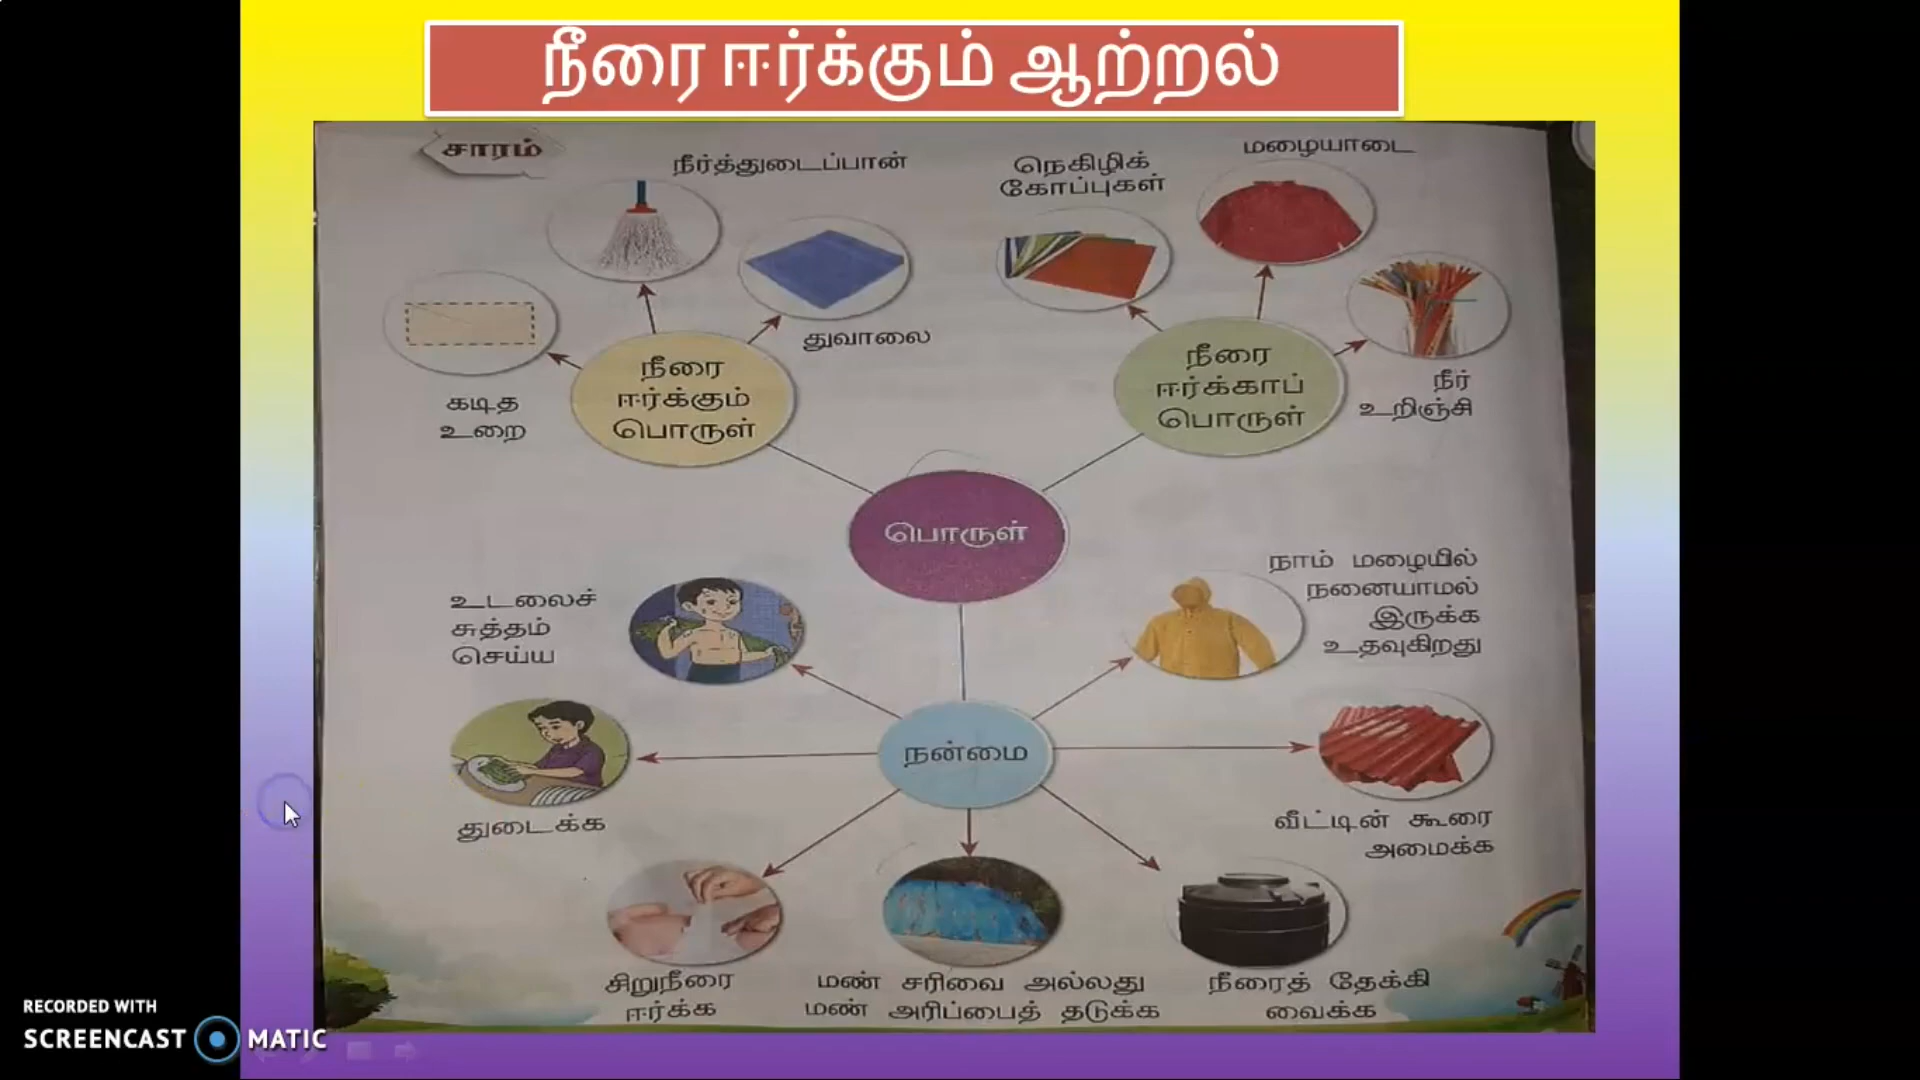 நீரை ஈர்க்கும் ஆற்றல்
சாரம்
நீர்த்துடைப்பான்
நெகிழிக்
கோப்புகள்
மழையாடை
துவாலை
கடித
உறை
நீரை
ஈர்க்கும்
பொருள்
நீரை
ஈர்க்காப்
பொருள்
நீர்
உறிஞ்சி
பொருள்
உடலைச்
சுத்தம்
செய்ய
நாம் மழையில்
நனையாமல்
இருக்க
உதவுகிறது
நன்மை
துடைக்க
வீட்டின் கூரை
அமைக்க
சிறுநீரை
ஈர்க்க
மண் சரிவை அல்லது
மண் அரிப்பைத் தடுக்க
நீரைத் தேக்கி
வைக்க
RECORDED WITH
SCREENCAST MATIC